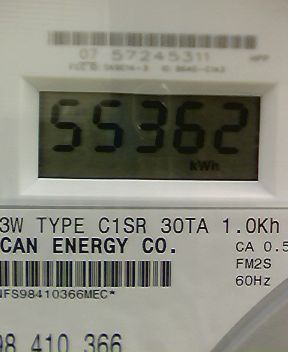 07 57245311
55362
kWh
3W TYPE C1SR 30TA 1.0Kh
CAN ENERGY CO.
CA 0.5
FM2S
60Hz
NFS98410366MEC*
98 410 366